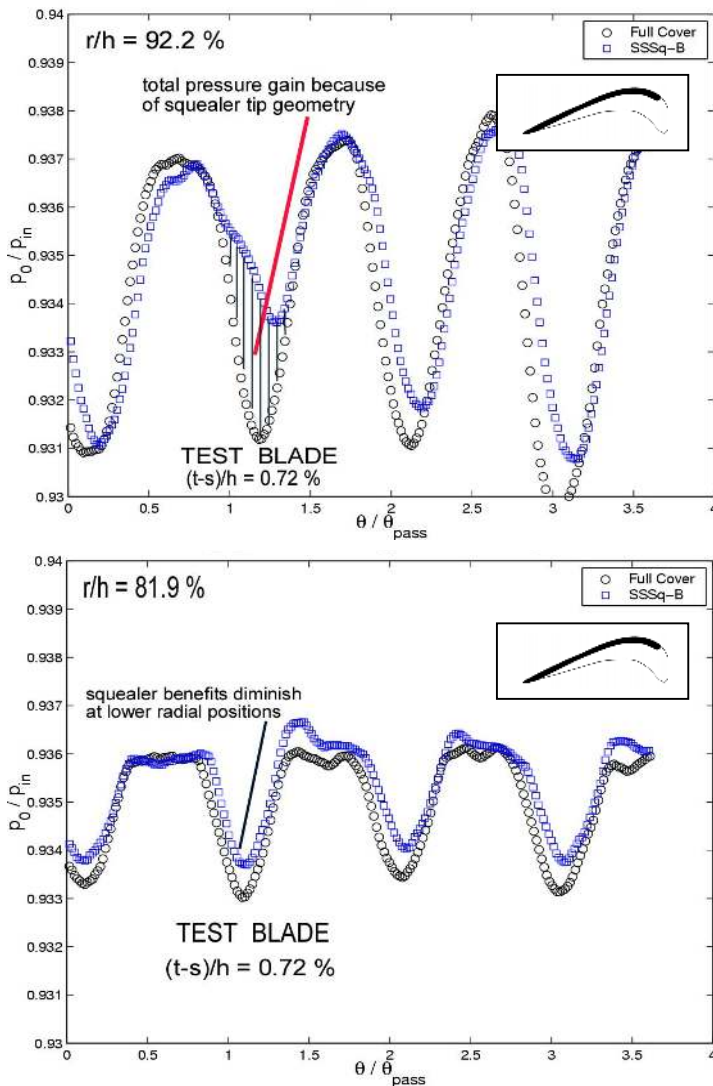 0.94
r/h = 92.2 %
Full Cover
SSSq-B
0.939
total pressure gain because
of squealer tip geometry
0.938
0.937
0.936
0.935
p0 / pin
0.934
0.933
0.932
0.931
TEST BLADE
(t-s)/h = 0.72 %
0.93
0 0.5 1 1.5 2 2.5 3 3.5 4
θ / θpass
0.94
r/h = 81.9 %
Full Cover
SSSq-B
0.939
0.938
0.937
squealer benefits diminish
at lower radial positions
0.936
0.935
p0 / pin
0.934
0.933
TEST BLADE
(t-s)/h = 0.72 %
0.932
0.931
0.93
0 0.5 1 1.5 2 2.5 3 3.5 4
θ / θpass